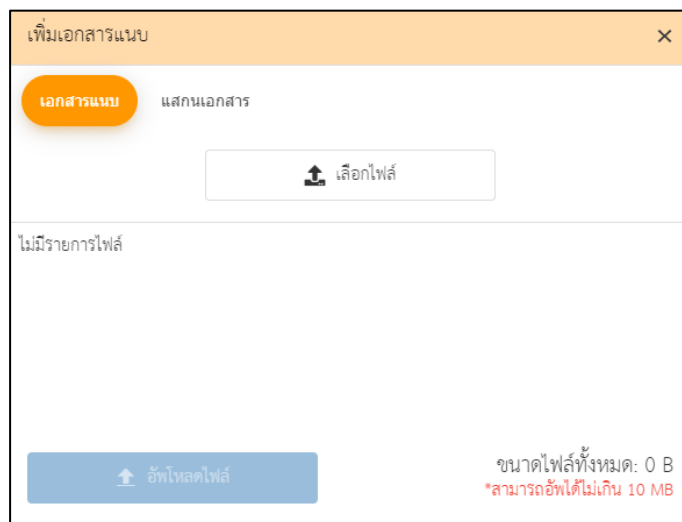 เพิ่มเอกสารแนบ
เอกสารแนบ แสกนเอกสาร
เลือกไฟล์
ไม่มีรายการไฟล์
อัพโหลดไฟล์
ขนาดไฟล์ทั้งหมด: 0 B
*สามารถอัพได้ไม่เกิน 10 MB